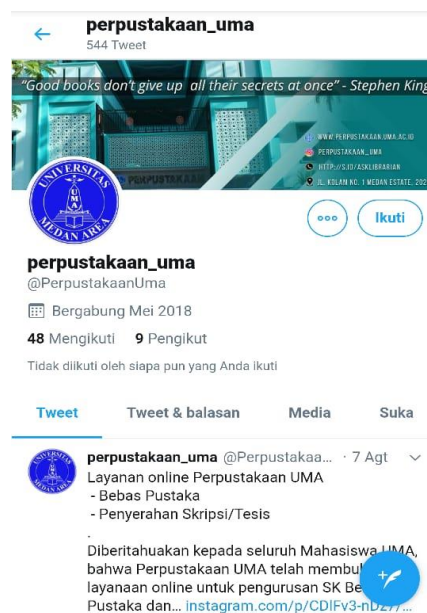 perpustakaan_uma
544 Tweet
"Good books don't give up all their secrets at once" - Stephen King
WWW.PERPUSTAKAAN.UMA.AC.ID
PERPUSTAKAAN_UMA
HTTP://S.ID/ASKLIBRARIAN
JL. KOLAM NO. 1 MEDAN ESTATE, 202
PERPUSTAKAAN
UNIVERSITAS
UMA
MEDAN AREA
Ikuti
perpustakaan_uma
@PerpustakaanUma
Bergabung Mei 2018
48 Mengikuti 9 Pengikut
Tidak diikuti oleh siapa pun yang Anda ikuti
Tweet Tweet & balasan Media Suka
perpustakaan_uma @Perpustakaa... · 7 Agt
Layanan online Perpustakaan UMA
- Bebas Pustaka
- Penyerahan Skripsi/Tesis
.
Diberitahukan kepada seluruh Mahasiswa UMA,
bahwa Perpustakaan UMA telah membu
layanaan online untuk pengurusan SK Be
Pustaka dan... instagram.com/p/CDIFv3-nbz7/...